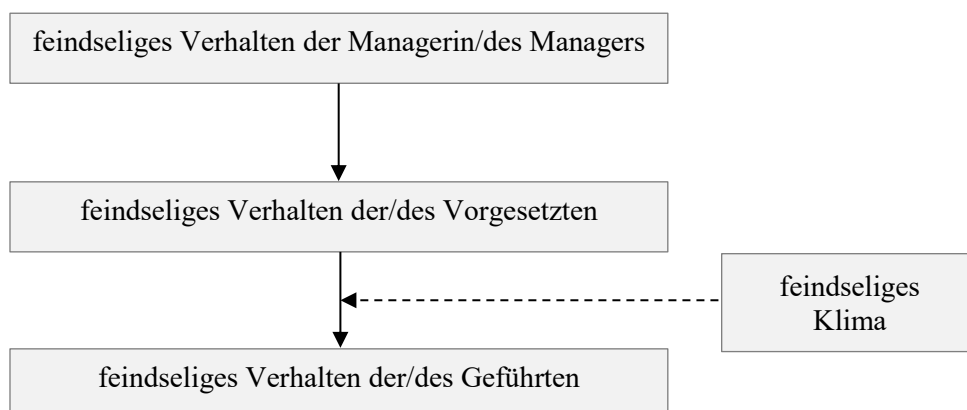 feindseliges Verhalten der Managerin/des Managers
feindseliges Verhalten der/des Vorgesetzten
feindseliges
Klima
feindseliges Verhalten der/des Geführten